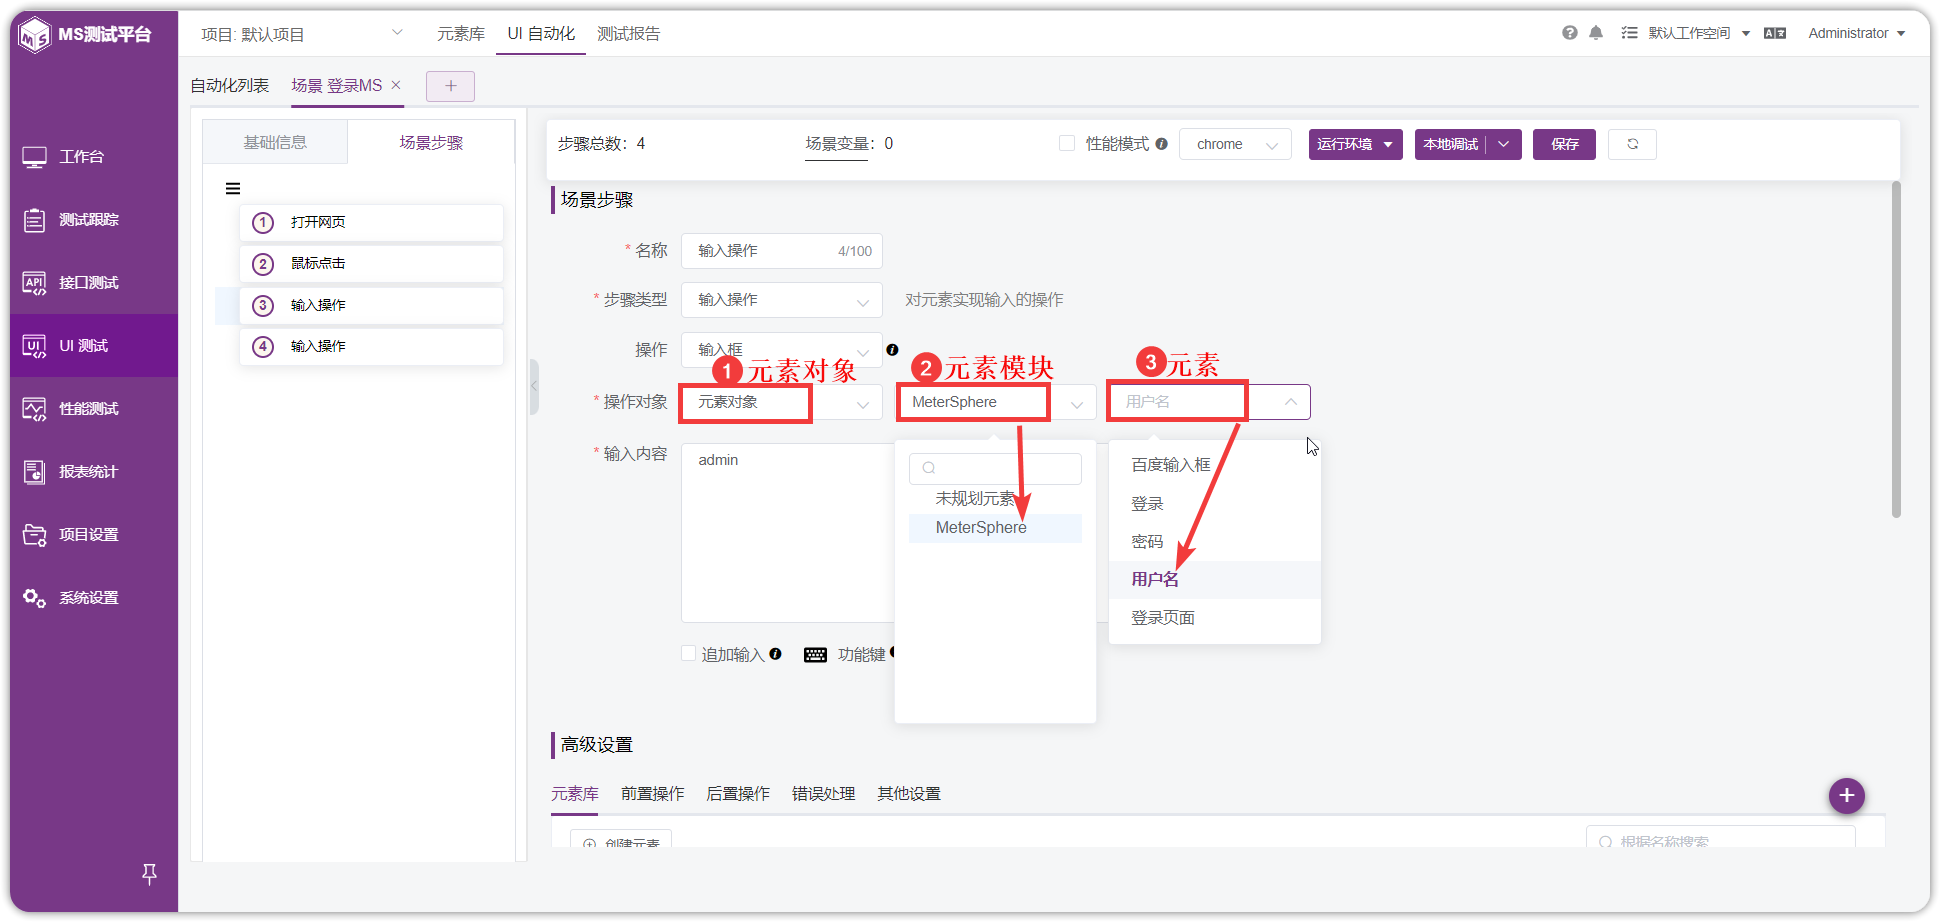 MS测试平台
项目: 默认项目
元素库
UI 自动化
测试报告
默认工作空间
Administrator
自动化列表
场景 登录MS
工作台
测试跟踪
接口测试
UI 测试
性能测试
报表统计
项目设置
系统设置
基础信息
场景步骤
1 打开网页
2 鼠标点击
3 输入操作
4 输入操作
步骤总数: 4
场景变量: 0
性能模式
chrome
运行环境
本地调试
保存
场景步骤
* 名称 输入操作 4/100
* 步骤类型 输入操作 对元素实现输入的操作
操作 输入框
1 元素对象
2 元素模块
3 元素
* 操作对象 元素对象 MeterSphere 用户名
* 输入内容 admin
未规划元素
MeterSphere
百度输入框
登录
密码
用户名
登录页面
追加输入
功能键
高级设置
元素库
前置操作
后置操作
错误处理
其他设置
创建元素
根据名称搜索